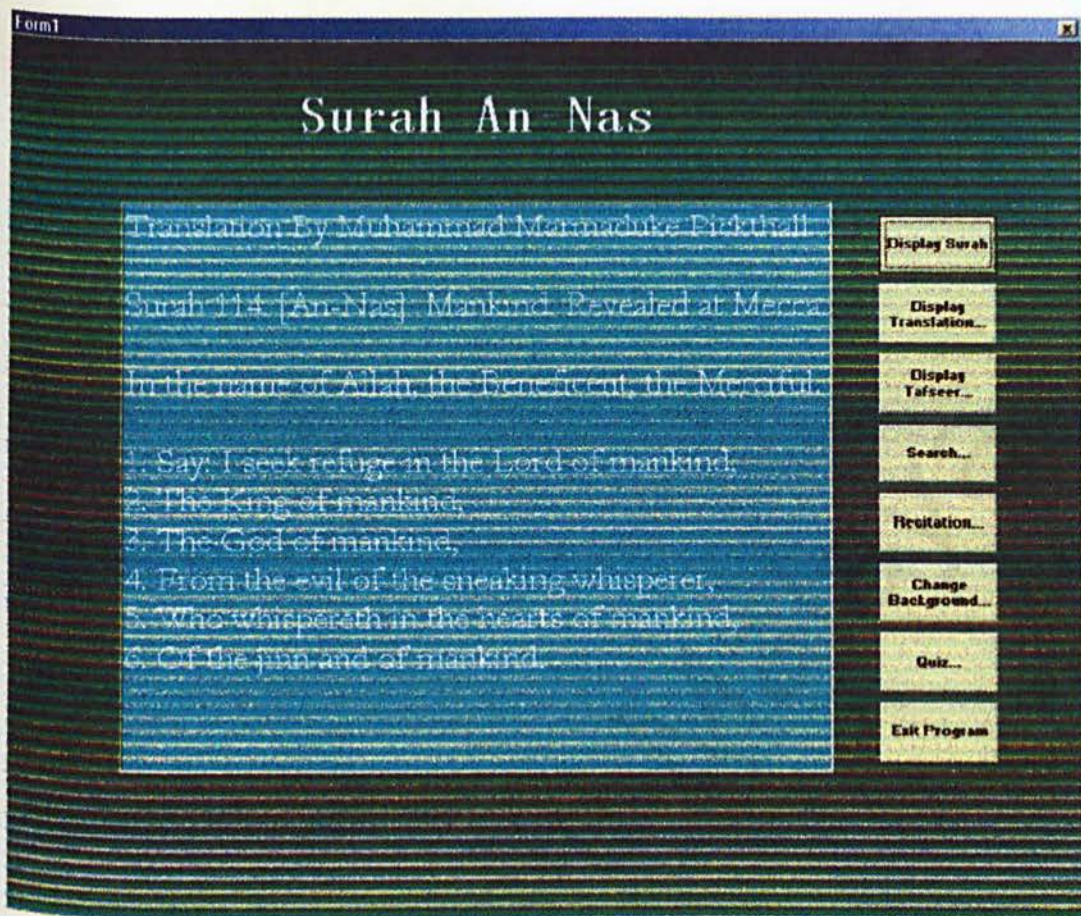 Form1
Surah An-Nas
Translation By Muhammad Marmaduke Pickthall
Surah 114. [An-Nas]: Mankind. Revealed at Mecca
In the name of Allah, the Beneficent, the Merciful.
1. Say: I seek refuge in the Lord of mankind,
2. The King of mankind,
3. The God of mankind,
4. From the evil of the sneaking whisperer,
5. Who whispereth in the hearts of mankind,
6. Of the jinn and of mankind.
Display Surah
Display
Translation...
Display
Tafseer...
Search...
Recitation...
Change
Background...
Quiz...
Exit Program